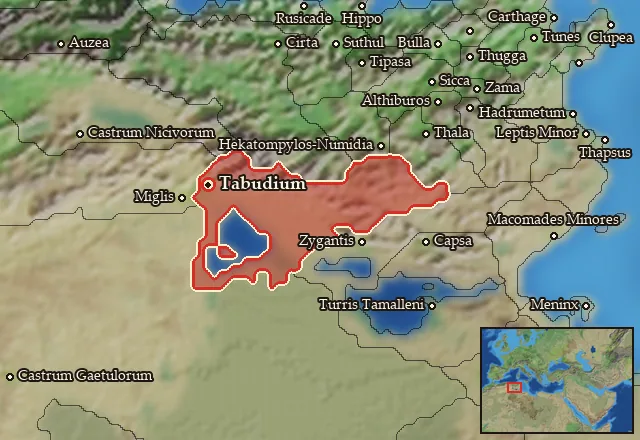 Rusicade
Hippo
Carthage
Auzea
Cirta
Suthul
Bulla
Tunes
Clupea
Tipasa
Thugga
Sicca
Zama
Althiburos
Hadrumetum
Castrum Nicivorum
Thala
Leptis Minor
Hekatompylos-Numidia
Thapsus
Tabudium
Miglis
Macomades Minores
Zygantis
Capsa
Turris Tamalleni
Meninx
Castrum Gaetulorum